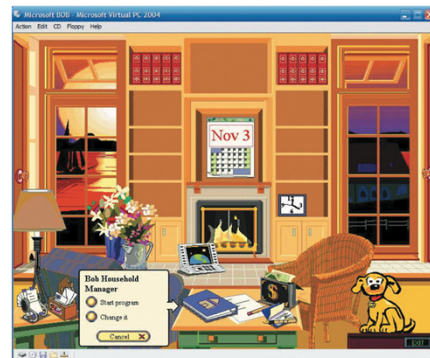 Microsoft BOB - Microsoft Virtual PC 2004
Action Edit CD Floppy Help
Nov 3
Bob Household
Manager
Start program
Change it
Cancel
$
EXIT